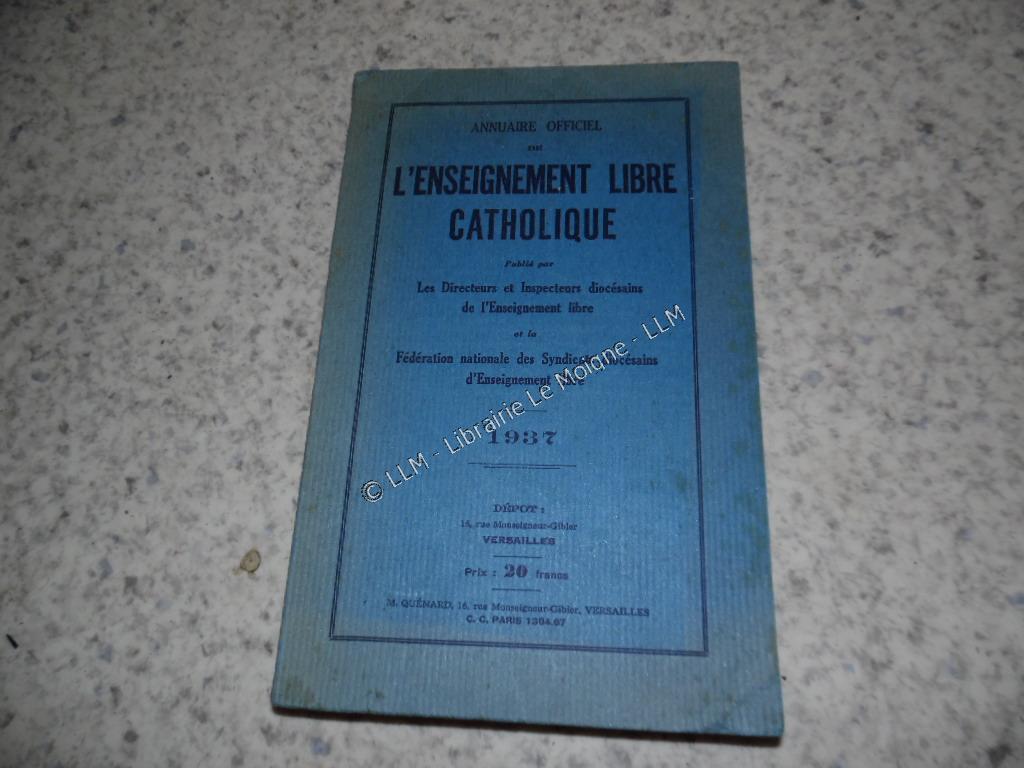 ANNUAIRE OFFICIEL
DE
L'ENSEIGNEMENT LIBRE
CATHOLIQUE
Publié par
Les Directeurs et Inspecteurs diocésains
de l'Enseignement libre
et la
Fédération nationale des Syndicats diocésains
d'Enseignement libre
1937
DÉPOT :
16, rue Monseigneur-Gibier
VERSAILLES
Prix : 20 francs
M. QUÉNARD, 16, rue Monseigneur-Gibier, VERSAILLES
C. C. PARIS 1304.67
© LLM - Librairie Le Moigne - LLM